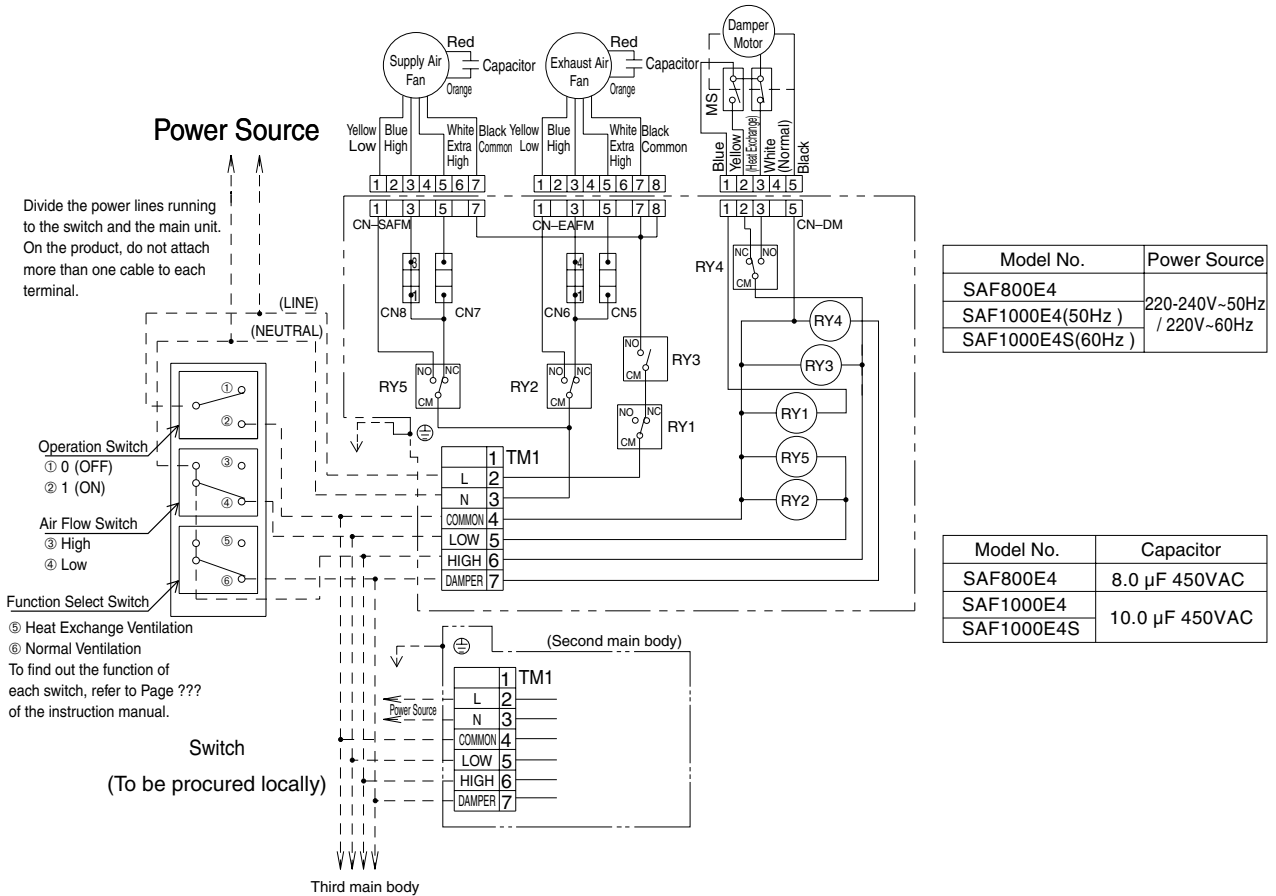 Damper
Motor
Red
Red
Supply Air
Fan
Capacitor
Exhaust Air
Fan
Capacitor
Orange
Orange
MS
Power Source
Yellow
Low
Blue
High
White
Extra
High
Black
Common
Yellow
Low
Blue
High
White
Extra
High
Black
Common
Blue
Yellow
(Heat Exchange)
White
(Normal)
Black
1 2 3 4 5 6 7
1 2 3 4 5 6 7 8
1 2 3 4 5
1 3 5 7
1 3 5 7 8
1 2 3 5
CN–SAFM
CN–EAFM
CN–DM
Divide the power lines running
to the switch and the main unit.
On the product, do not attach
more than one cable to each
terminal.
NC NO
RY4
CM
3
1
4
1
CN8
CN7
CN6
CN5
(LINE)
(NEUTRAL)
RY4
NO
RY3
CM
RY3
NO NC
RY5
CM
NO NC
RY2
CM
NO NC
RY1
CM
RY1
RY5
RY2
①
②
Operation Switch
① 0 (OFF)
② 1 (ON)
③
④
Air Flow Switch
③ High
④ Low
⑤
⑥
Function Select Switch
⑤ Heat Exchange Ventilation
⑥ Normal Ventilation
To find out the function of
each switch, refer to Page ???
of the instruction manual.
Switch
(To be procured locally)
1 TM1
L 2
N 3
COMMON 4
LOW 5
HIGH 6
DAMPER 7
(Second main body)
1 TM1
L 2
N 3
COMMON 4
LOW 5
HIGH 6
DAMPER 7
Power Source
Third main body
Model No. Power Source
SAF800E4
SAF1000E4(50Hz )
SAF1000E4S(60Hz )
220-240V~50Hz
/ 220V~60Hz
Model No. Capacitor
SAF800E4 8.0 µF 450VAC
SAF1000E4
SAF1000E4S
10.0 µF 450VAC